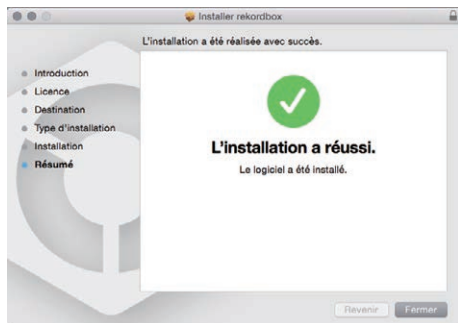 Installer rekordbox
L'installation a été réalisée avec succès.
Introduction
Licence
Destination
Type d'installation
Installation
Résumé
L'installation a réussi.
Le logiciel a été installé.
Revenir
Fermer